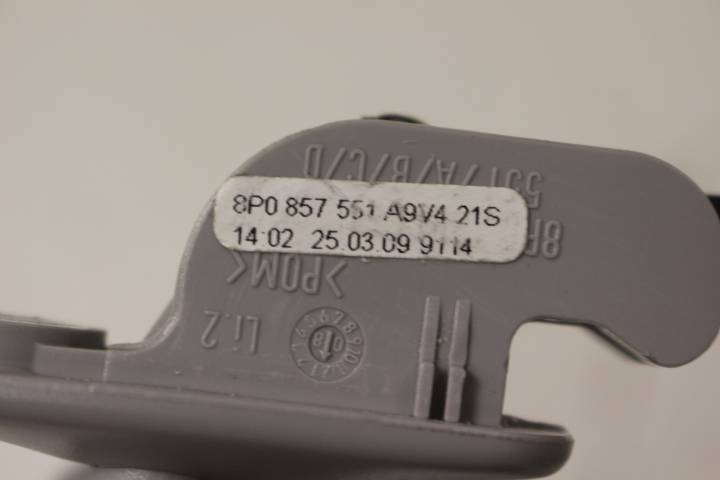 8P0 857 551 A9V4 21S
14:02 25.03.09 9114
551/A/B/C/D
>POM<
Li.2